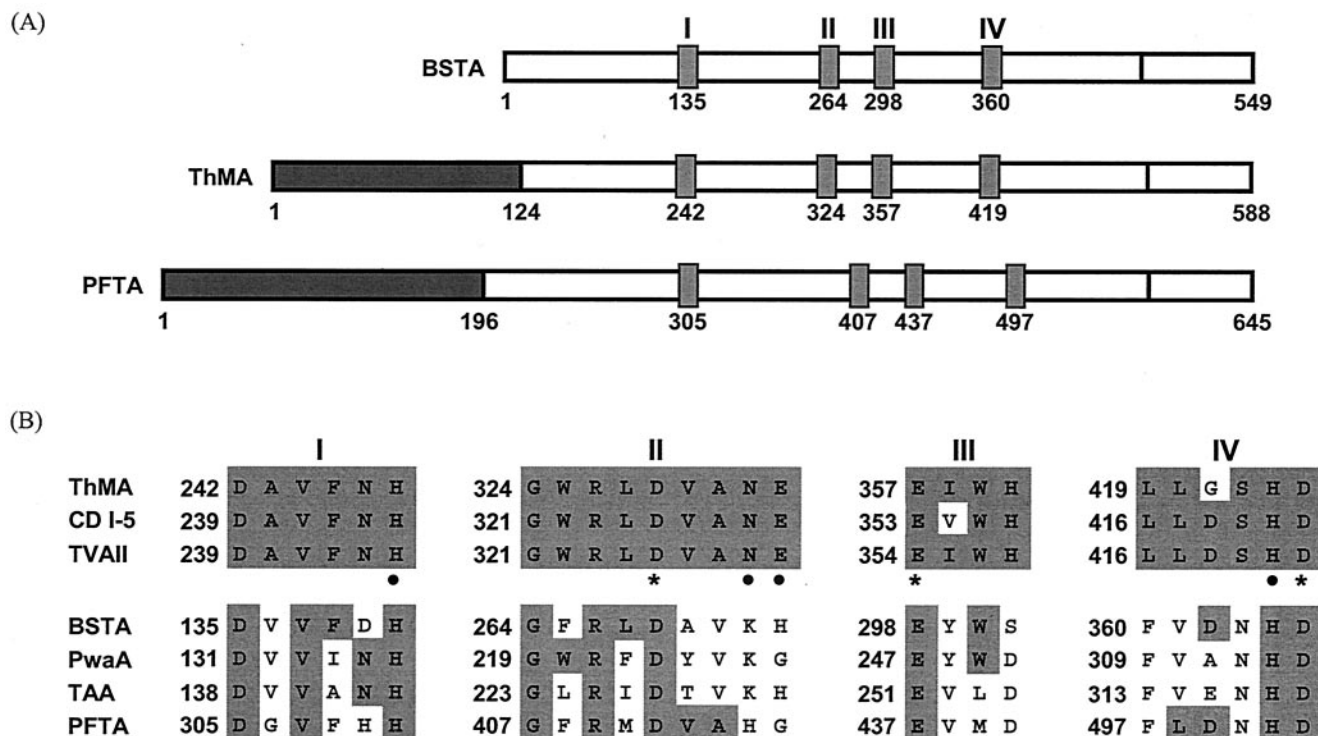 (A)
I II III IV
BSTA
1 135 264 298 360 549
ThMA
1 124 242 324 357 419 588
PFTA
1 196 305 407 437 497 645
(B)
I II III IV
ThMA 242 D A V F N H 324 G W R L D V A N E 357 E I W H 419 L L G S H D
CD I-5 239 D A V F N H 321 G W R L D V A N E 353 E V W H 416 L L D S H D
TVAII 239 D A V F N H 321 G W R L D V A N E 354 E I W H 416 L L D S H D
• * • • * • *
BSTA 135 D V V F D H 264 G F R L D A V K H 298 E Y W S 360 F V D N H D
PwaA 131 D V V I N H 219 G W R F D Y V K G 247 E Y W D 309 F V A N H D
TAA 138 D V V A N H 223 G L R I D T V K H 251 E V L D 313 F V E N H D
PFTA 305 D G V F H H 407 G F R M D V A H G 437 E V M D 497 F L D N H D